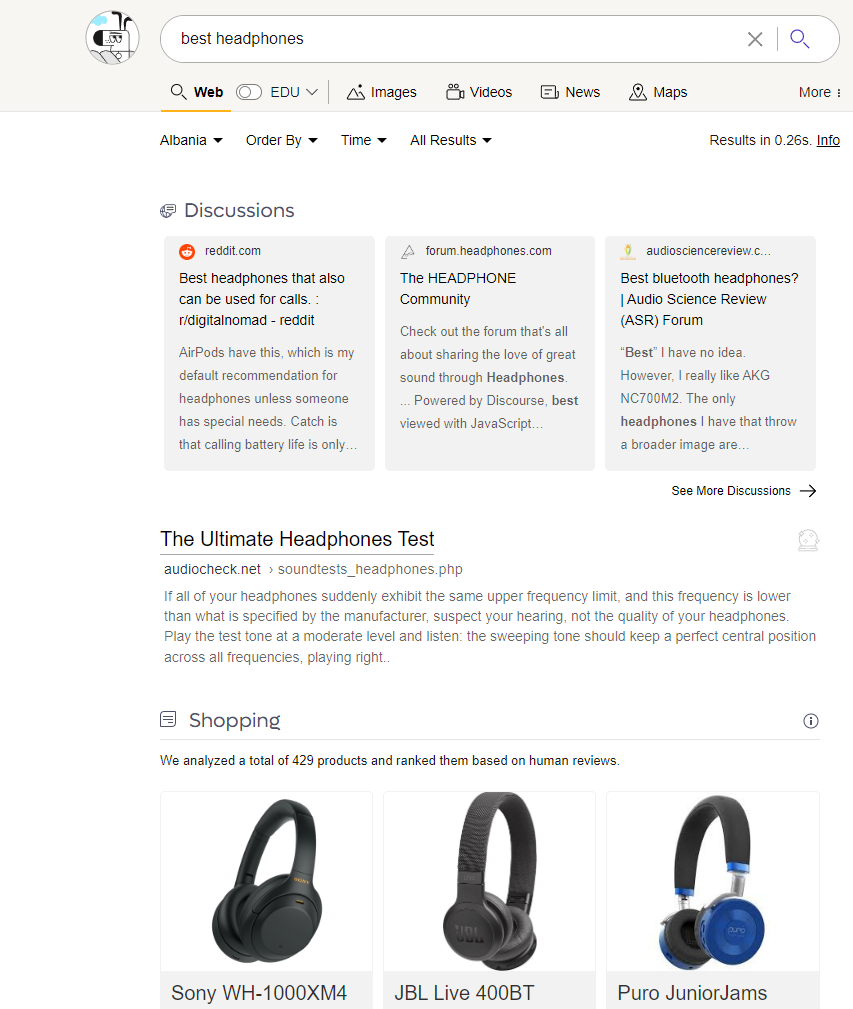 best headphones
Web EDU Images Videos News Maps More
Albania Order By Time All Results Results in 0.26s. Info
Discussions
reddit.com
Best headphones that also
can be used for calls. :
r/digitalnomad - reddit
AirPods have this, which is my
default recommendation for
headphones unless someone
has special needs. Catch is
that calling battery life is only…
forum.headphones.com
The HEADPHONE
Community
Check out the forum that's all
about sharing the love of great
sound through Headphones.
... Powered by Discourse, best
viewed with JavaScript…
audiosciencereview.c…
Best bluetooth headphones?
| Audio Science Review
(ASR) Forum
“Best” I have no idea.
However, I really like AKG
NC700M2. The only
headphones I have that throw
a broader image are…
See More Discussions
The Ultimate Headphones Test
audiocheck.net › soundtests_headphones.php
If all of your headphones suddenly exhibit the same upper frequency limit, and this frequency is lower
than what is specified by the manufacturer, suspect your hearing, not the quality of your headphones.
Play the test tone at a moderate level and listen: the sweeping tone should keep a perfect central position
across all frequencies, playing right..
Shopping
We analyzed a total of 429 products and ranked them based on human reviews.
SONY
JBL
puro
Sony WH-1000XM4
JBL Live 400BT
Puro JuniorJams